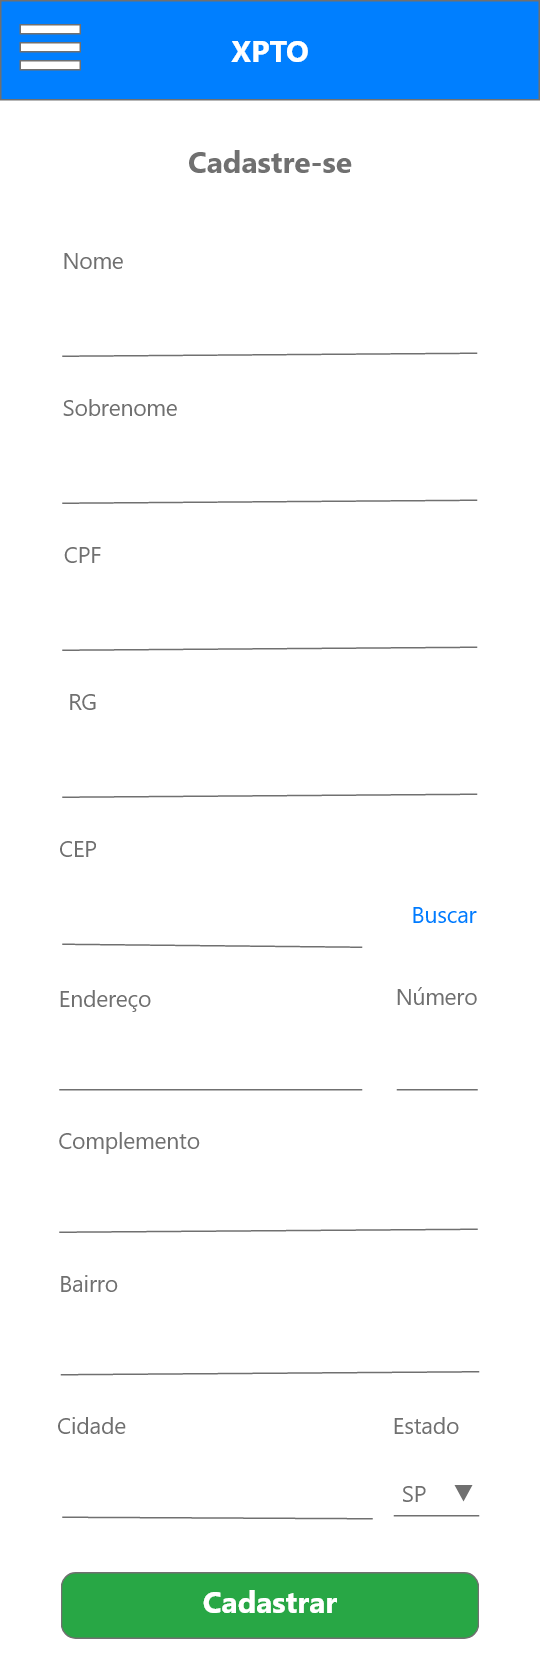 XPTO
Cadastre-se
Nome
Sobrenome
CPF
RG
CEP
Buscar
Endereço Número
Complemento
Bairro
Cidade Estado
SP
Cadastrar